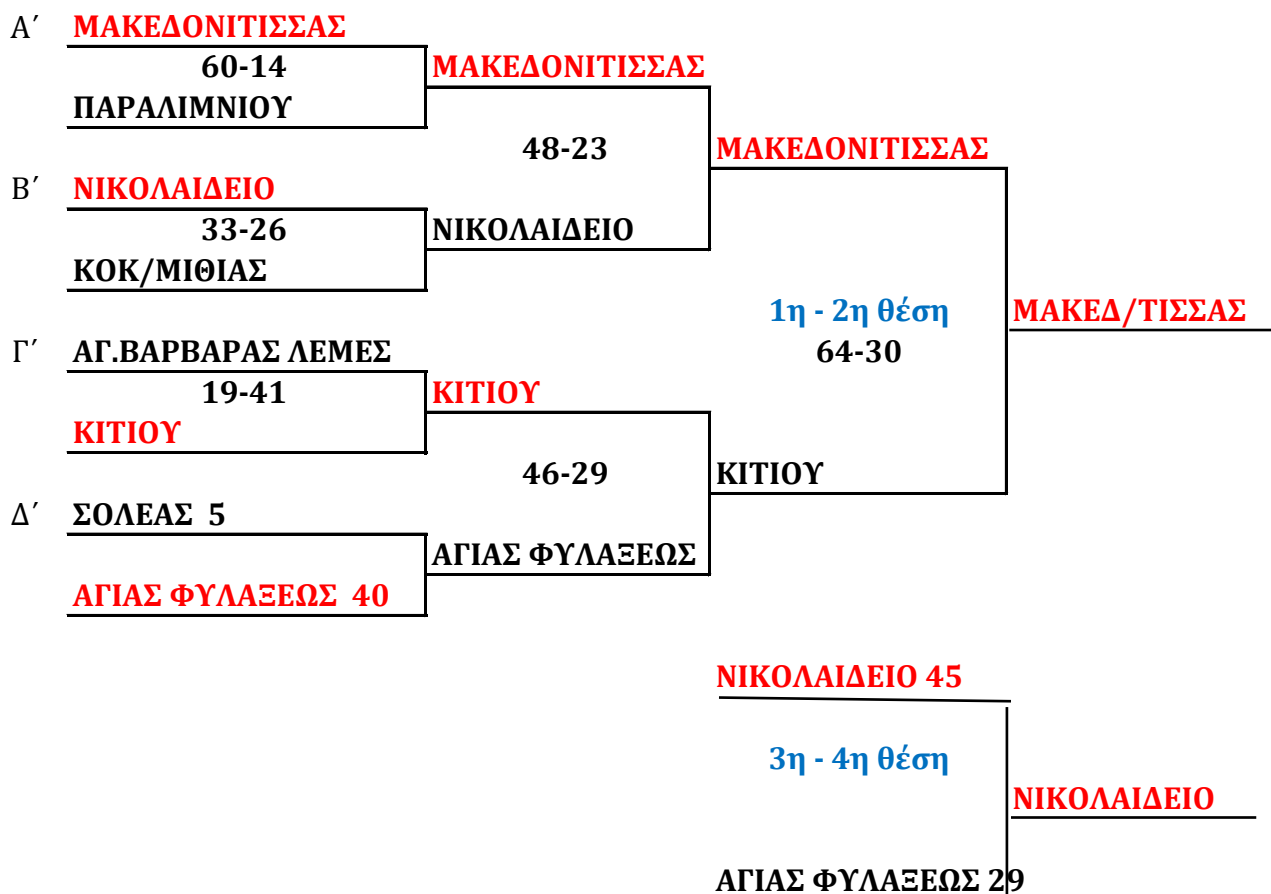 Α΄ ΜΑΚΕΔΟΝΙΤΙΣΣΑΣ
60-14
ΠΑΡΑΛΙΜΝΙΟΥ
ΜΑΚΕΔΟΝΙΤΙΣΣΑΣ
48-23
ΜΑΚΕΔΟΝΙΤΙΣΣΑΣ
Β΄ ΝΙΚΟΛΑΙΔΕΙΟ
33-26
ΚΟΚ/ΜΙΘΙΑΣ
ΝΙΚΟΛΑΙΔΕΙΟ
1η - 2η θέση
64-30
ΜΑΚΕΔ/ΤΙΣΣΑΣ
Γ΄ ΑΓ.ΒΑΡΒΑΡΑΣ ΛΕΜΕΣ
19-41
ΚΙΤΙΟΥ
ΚΙΤΙΟΥ
46-29
ΚΙΤΙΟΥ
Δ΄ ΣΟΛΕΑΣ 5
ΑΓΙΑΣ ΦΥΛΑΞΕΩΣ
ΑΓΙΑΣ ΦΥΛΑΞΕΩΣ 40
ΝΙΚΟΛΑΙΔΕΙΟ 45
3η - 4η θέση
ΝΙΚΟΛΑΙΔΕΙΟ
ΑΓΙΑΣ ΦΥΛΑΞΕΩΣ 29